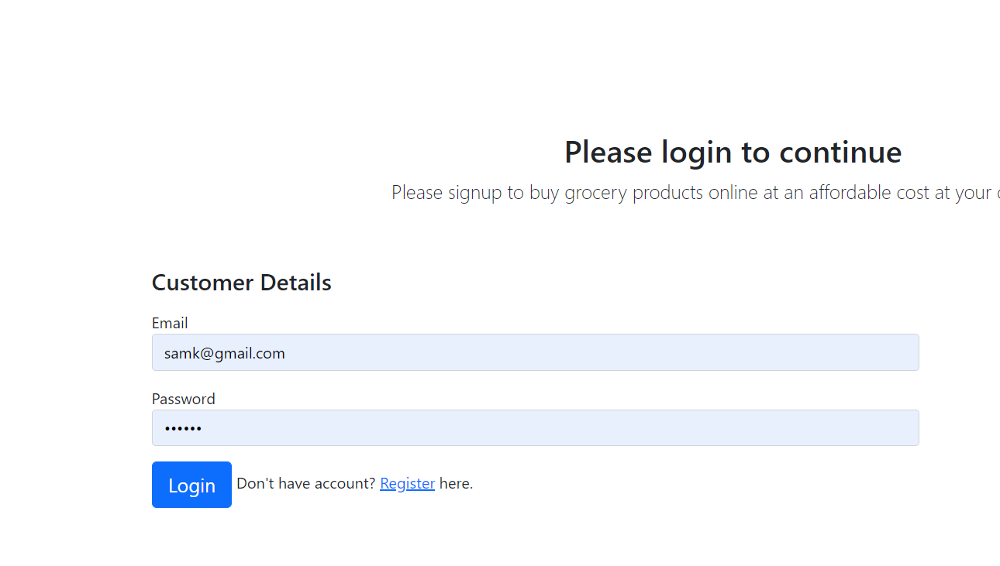 Please login to continue
Please signup to buy grocery products online at an affordable cost at your
Customer Details
Email
samk@gmail.com
Password
••••••
Login Don't have account? Register here.